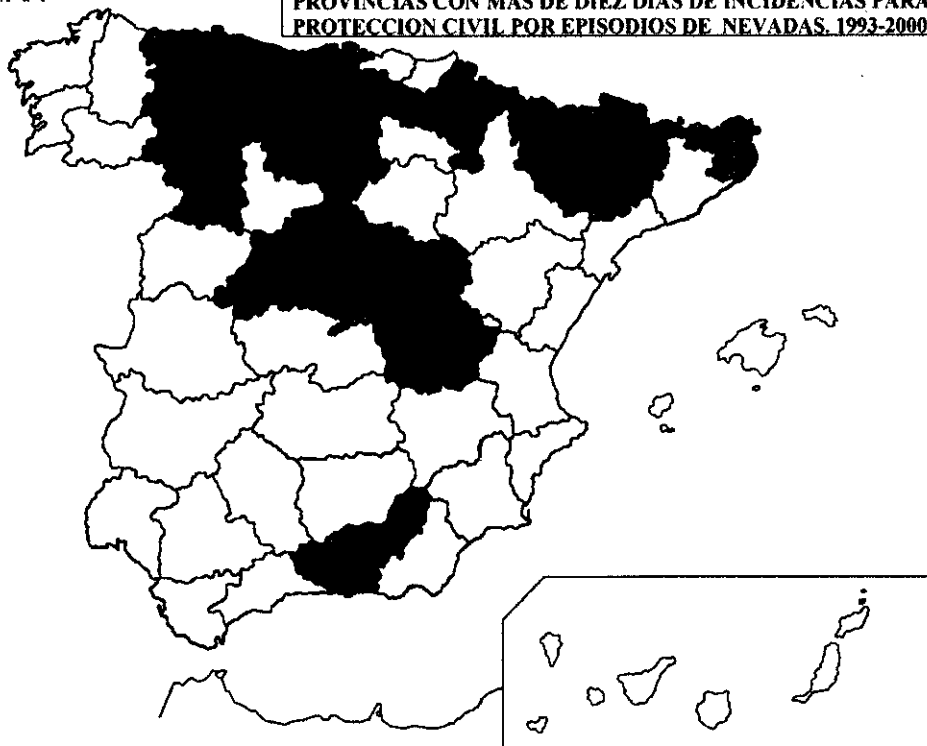 PROVINCIAS CON MAS DE DIEZ DIAS DE INCIDENCIAS PARA
PROTECCION CIVIL POR EPISODIOS DE NEVADAS. 1993-2000